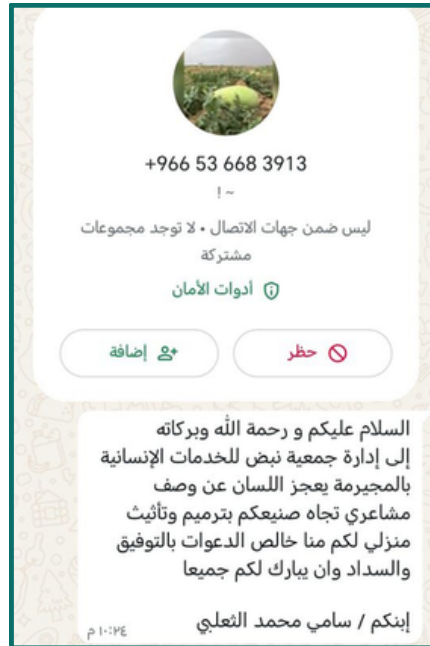 +966 53 668 3913
! ~
ليس ضمن جهات الاتصال • لا توجد مجموعات
مشتركة
أدوات الأمان
حظر
إضافة
السلام عليكم و رحمة الله وبركاته
إلى إدارة جمعية نبض للخدمات الإنسانية
بالمجيرمة يعجز اللسان عن وصف
مشاعري تجاه صنيعكم بترميم وتأثيث
منزلي لكم منا خالص الدعوات بالتوفيق
والسداد وان يبارك لكم جميعا
إبنكم / سامي محمد الثعلبي
١٠:٢٤ م